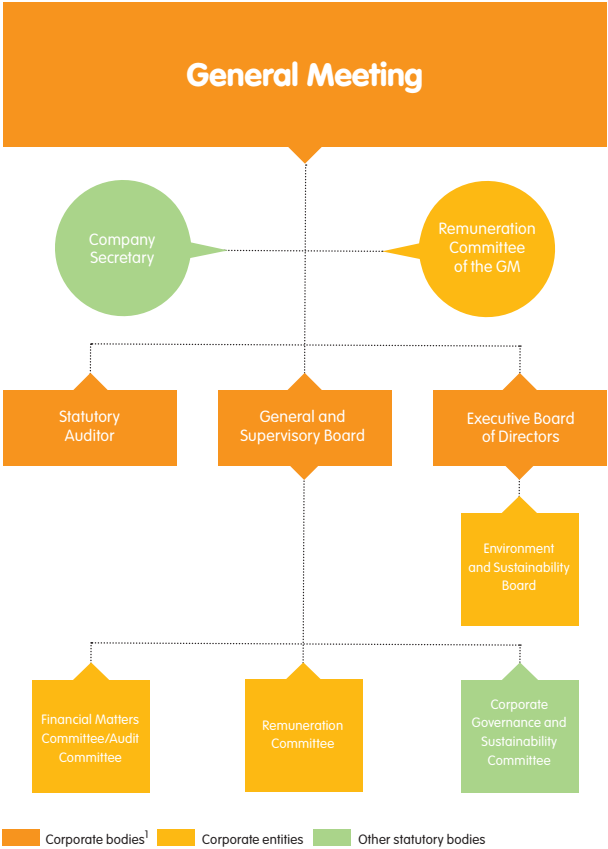 General Meeting
Company
Secretary
Remuneration
Committee
of the GM
Statutory
Auditor
General and
Supervisory Board
Executive Board
of Directors
Environment
and Sustainability
Board
Financial Matters
Committee/Audit
Committee
Remuneration
Committee
Corporate
Governance and
Sustainability
Committee
Corporate bodies¹
Corporate entities
Other statutory bodies